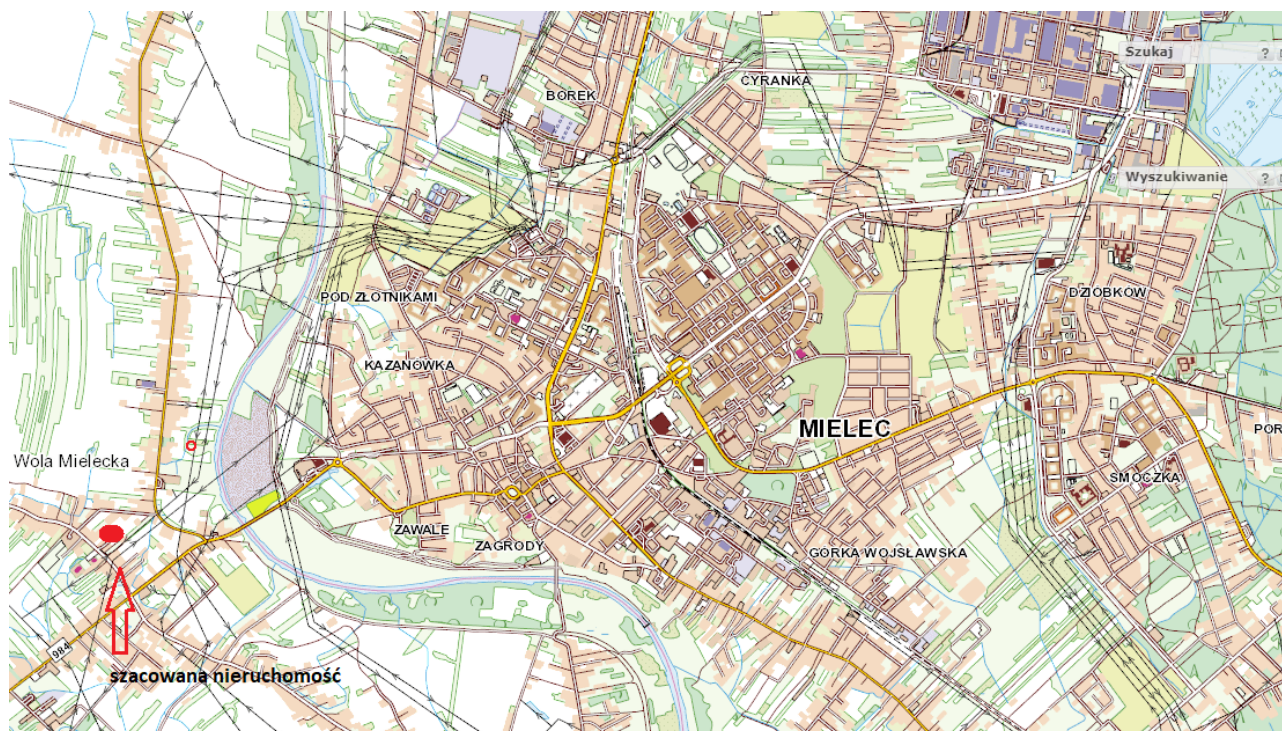 Szukaj ?
CYRANKA
BOREK
Wyszukiwanie ?
DZIOBKÓW
POD ZŁOTNIKAMI
KAZANÓWKA
MIELEC
Wola Mielecka
SMOCZKA
ZAWALE
ZAGRODY
GÓRKA WOJSŁAWSKA
984
szacowana nieruchomość